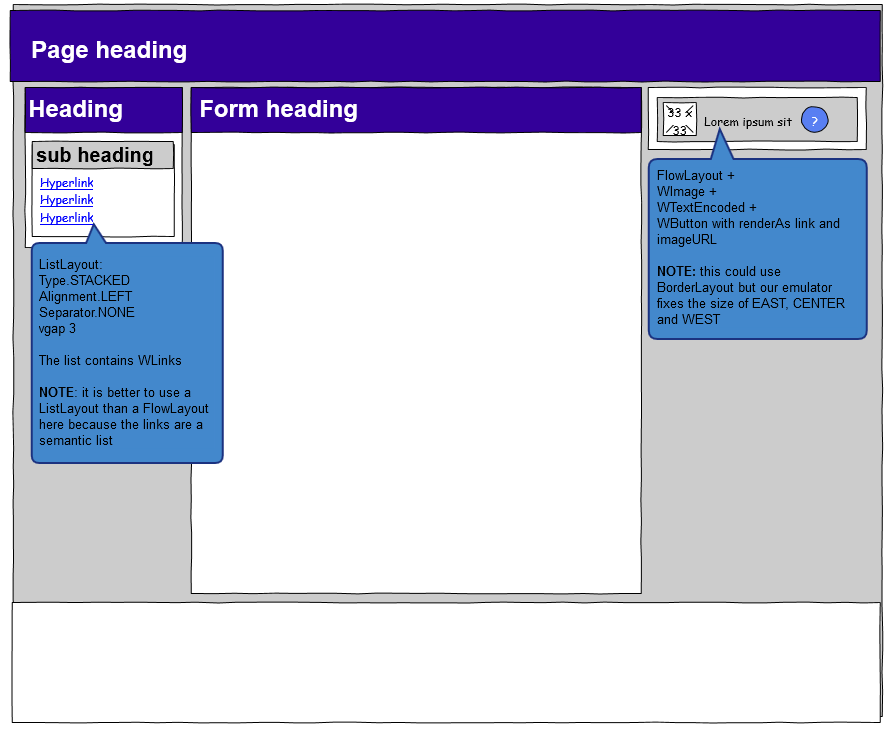 Page heading
Heading
sub heading
Hyperlink
Hyperlink
Hyperlink
ListLayout:
Type.STACKED
Alignment.LEFT
Separator.NONE
vgap 3
The list contains WLinks
NOTE: it is better to use a
ListLayout than a FlowLayout
here because the links are a
semantic list
Form heading
33 x
33
Lorem ipsum sit
?
FlowLayout +
WImage +
WTextEncoded +
WButton with renderAs link and
imageURL
NOTE: this could use
BorderLayout but our emulator
fixes the size of EAST, CENTER
and WEST